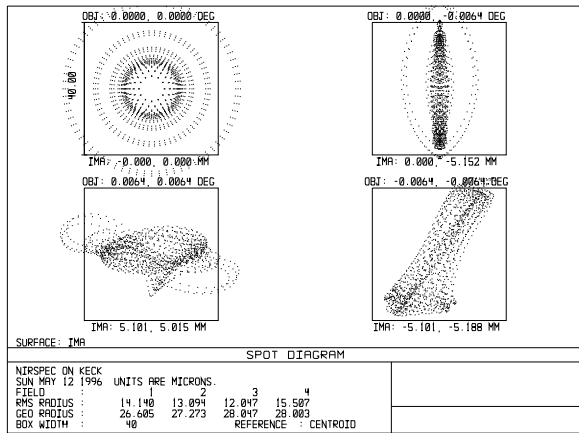 OBJ: 0.0000, 0.0000 DEG
OBJ: 0.0000, -0.0064 DEG
40.00
IMA: -0.000, 0.000 MM
IMA: 0.000, -5.152 MM
OBJ: 0.0064, 0.0064 DEG
OBJ: -0.0064, -0.0064 DEG
IMA: 5.101, 5.015 MM
IMA: -5.101, -5.188 MM
SURFACE: IMA
SPOT DIAGRAM
NIRSPEC ON KECK
SUN MAY 12 1996 UNITS ARE MICRONS.
FIELD : 1 2 3 4
RMS RADIUS : 14.140 13.094 12.047 15.507
GEO RADIUS : 26.605 27.273 28.047 28.003
BOX WIDTH : 40 REFERENCE : CENTROID